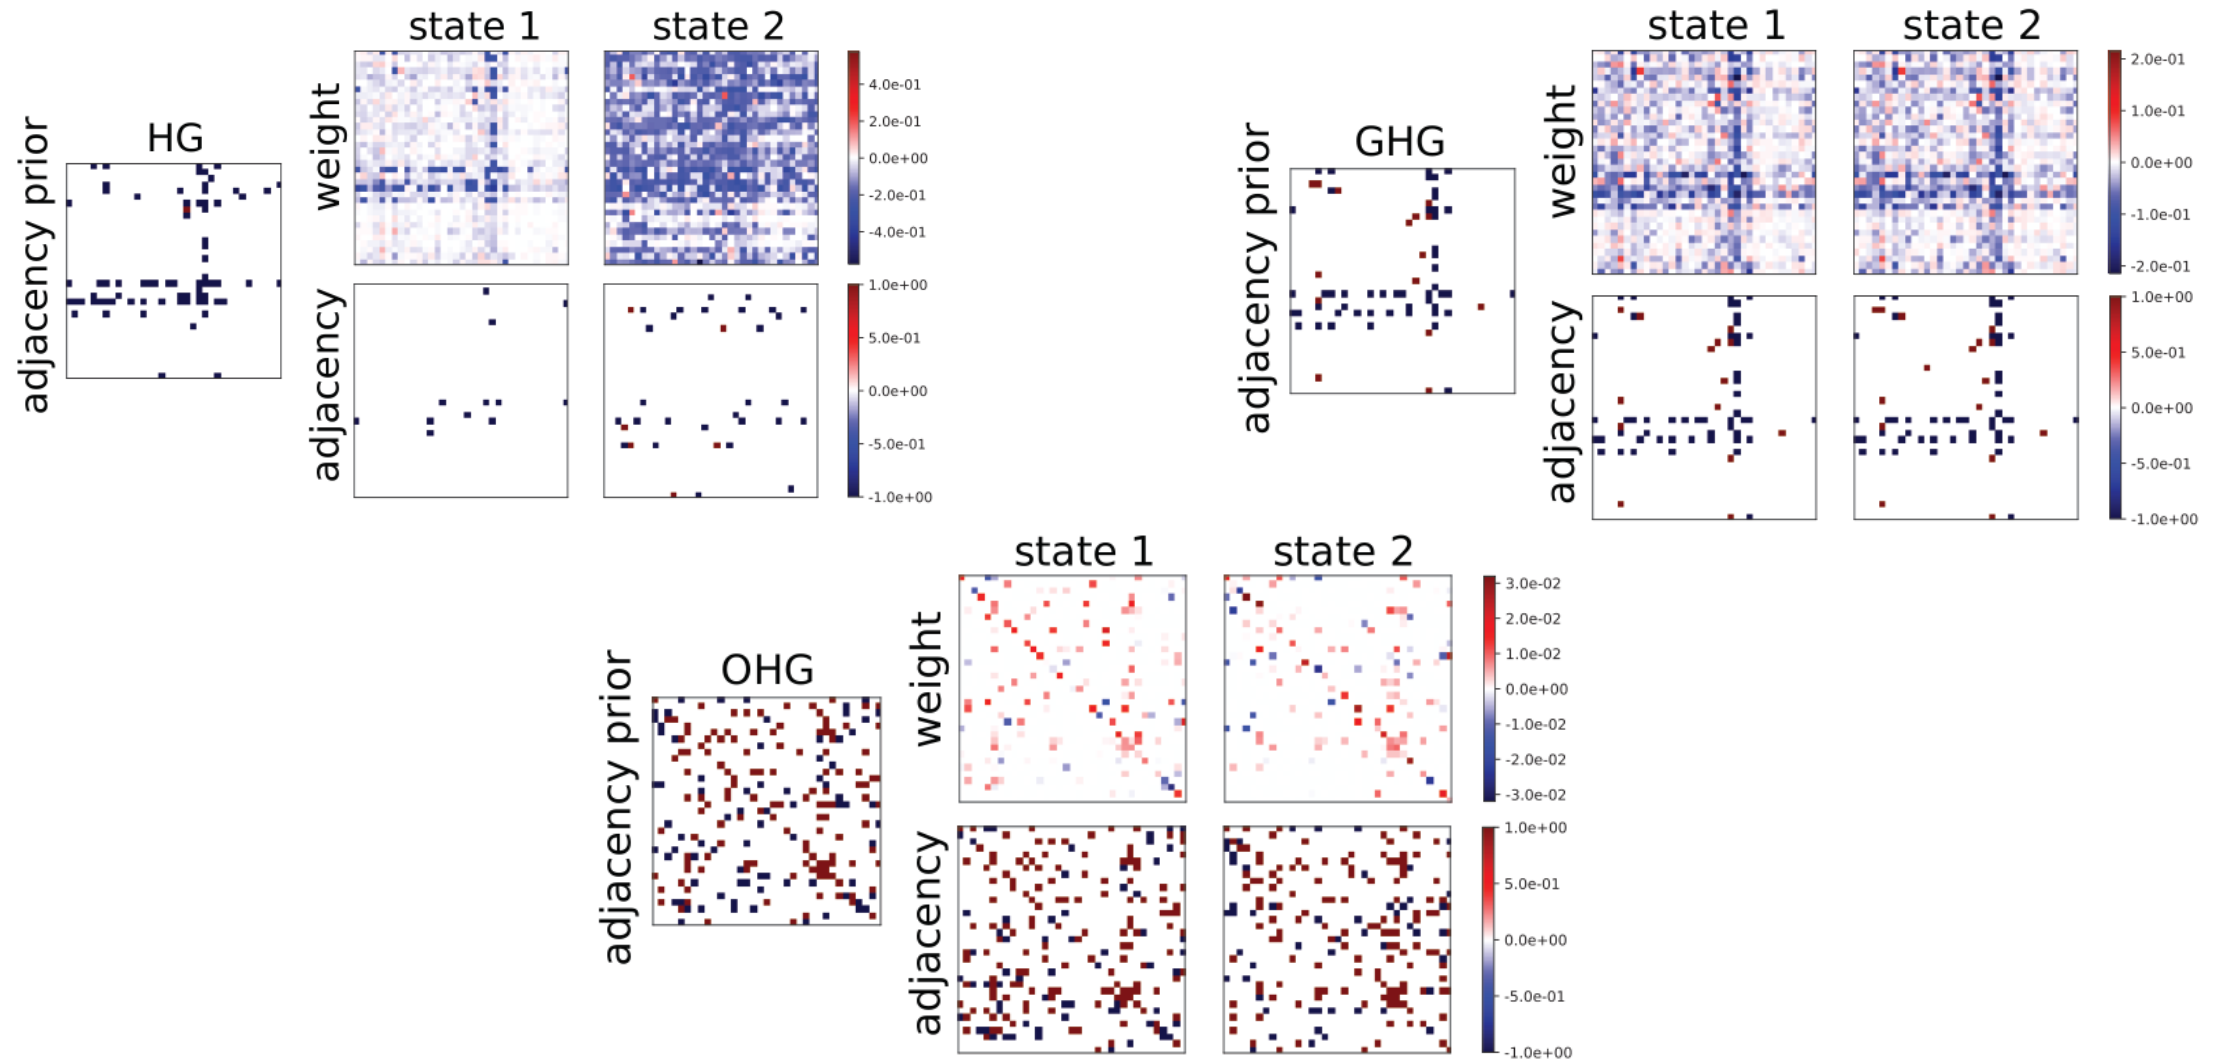 state 1
state 2
adjacency prior
HG
weight
4.0e-01
2.0e-01
0.0e+00
-2.0e-01
-4.0e-01
adjacency
1.0e+00
5.0e-01
0.0e+00
-5.0e-01
-1.0e+00
state 1
state 2
adjacency prior
GHG
weight
2.0e-01
1.0e-01
0.0e+00
-1.0e-01
-2.0e-01
adjacency
1.0e+00
5.0e-01
0.0e+00
-5.0e-01
-1.0e+00
state 1
state 2
adjacency prior
OHG
weight
3.0e-02
2.0e-02
1.0e-02
0.0e+00
-1.0e-02
-2.0e-02
-3.0e-02
adjacency
1.0e+00
5.0e-01
0.0e+00
-5.0e-01
-1.0e+00